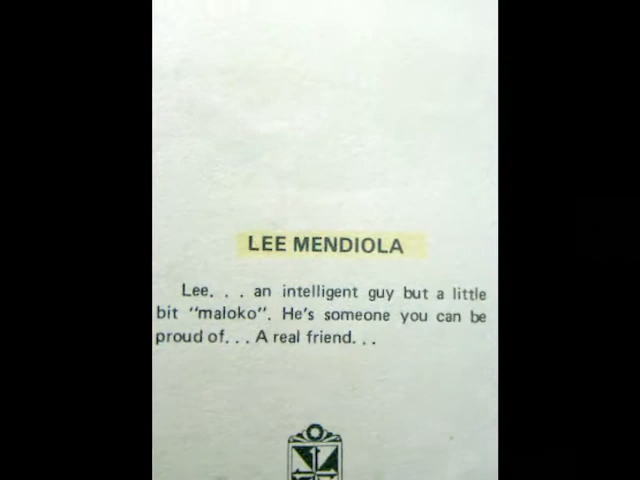 LEE MENDIOLA
Lee. . . an intelligent guy but a little
bit "maloko". He's someone you can be
proud of. . . A real friend. . .